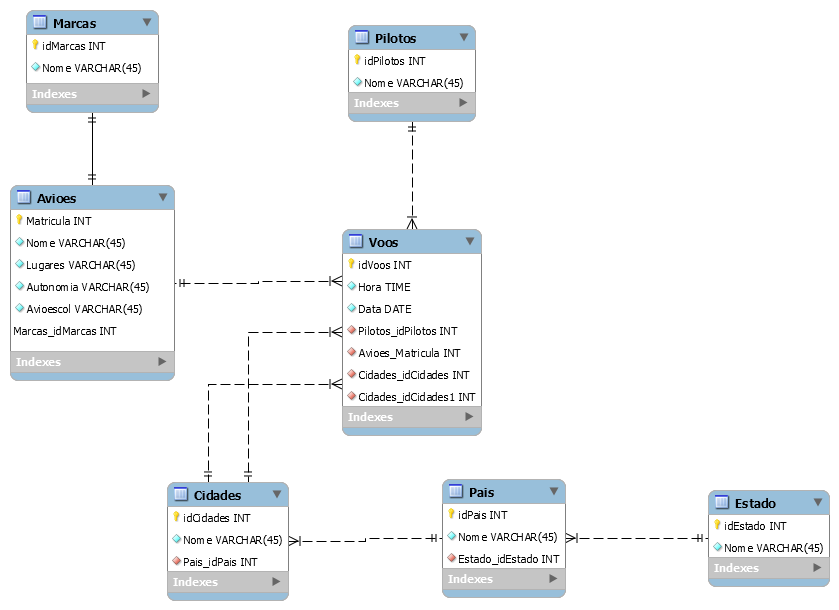 Marcas
idMarcas INT
Nome VARCHAR(45)
Indexes
Pilotos
idPilotos INT
Nome VARCHAR(45)
Indexes
Avioes
Matricula INT
Nome VARCHAR(45)
Lugares VARCHAR(45)
Autonomia VARCHAR(45)
Avioescol VARCHAR(45)
Marcas_idMarcas INT
Indexes
Voos
idVoos INT
Hora TIME
Data DATE
Pilotos_idPilotos INT
Avioes_Matricula INT
Cidades_idCidades INT
Cidades_idCidades1 INT
Indexes
Cidades
idCidades INT
Nome VARCHAR(45)
Pais_idPais INT
Indexes
Pais
idPais INT
Nome VARCHAR(45)
Estado_idEstado INT
Indexes
Estado
idEstado INT
Nome VARCHAR(45)
Indexes